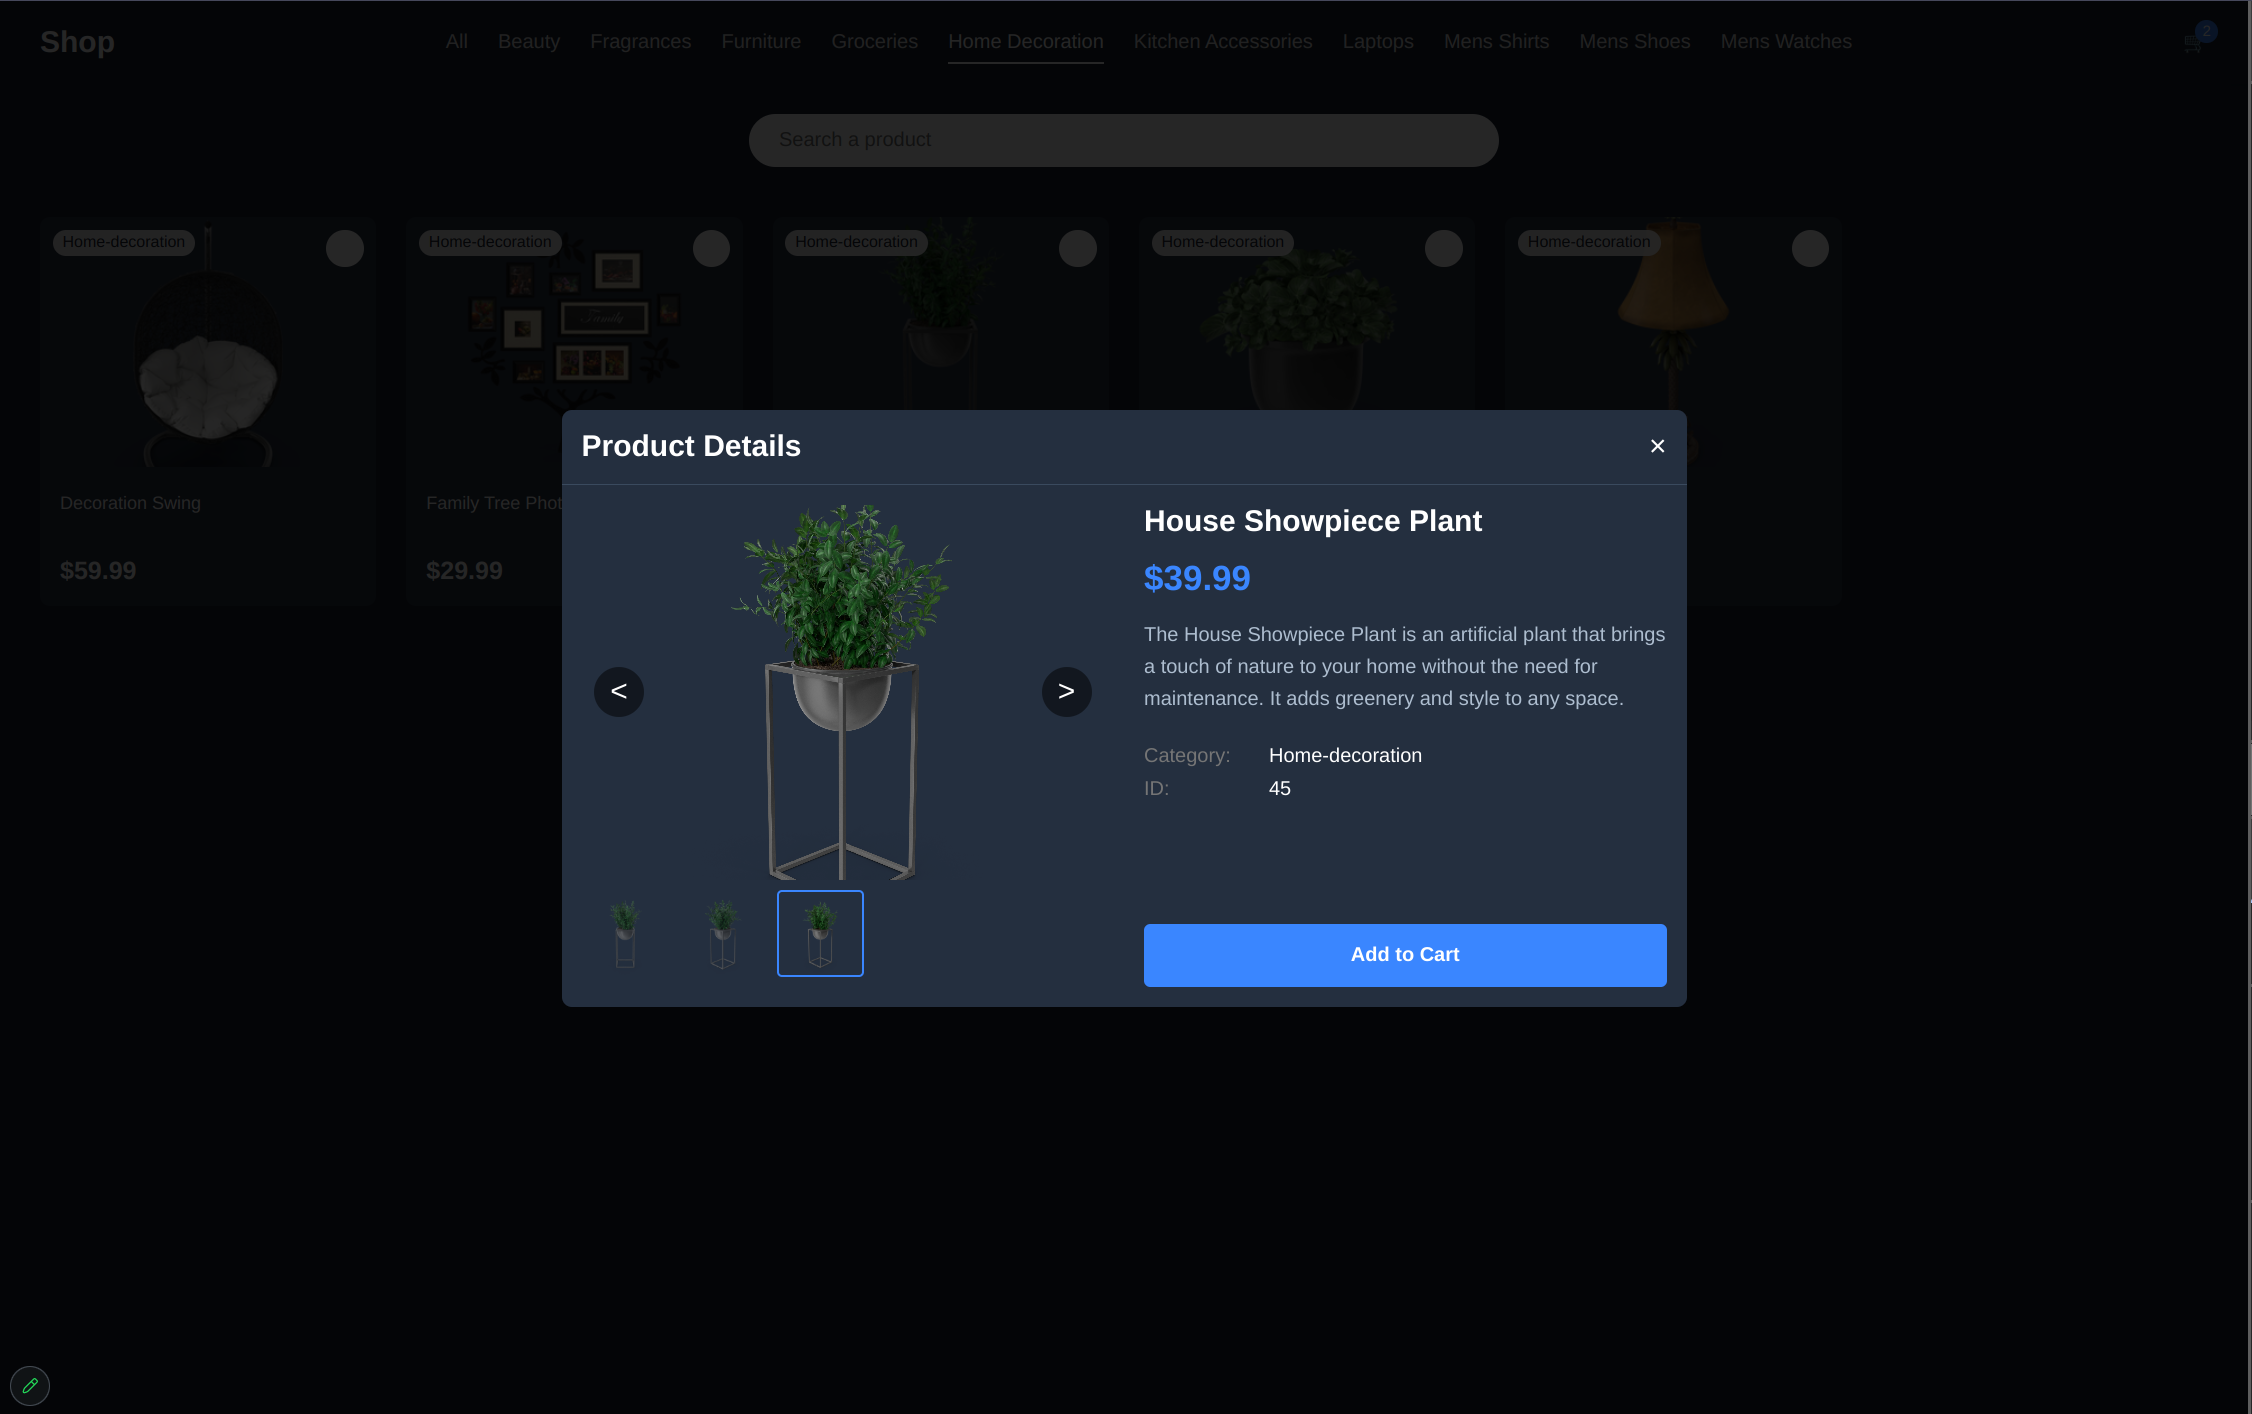 Shop
All Beauty Fragrances Furniture Groceries Home Decoration Kitchen Accessories Laptops Mens Shirts Mens Shoes Mens Watches
2
Search a product
Home-decoration
Home-decoration
Home-decoration
Home-decoration
Home-decoration
Family
Decoration Swing
$59.99
Family Tree Phot
$29.99
Product Details
×
<
>
House Showpiece Plant
$39.99
The House Showpiece Plant is an artificial plant that brings
a touch of nature to your home without the need for
maintenance. It adds greenery and style to any space.
Category: Home-decoration
ID: 45
Add to Cart